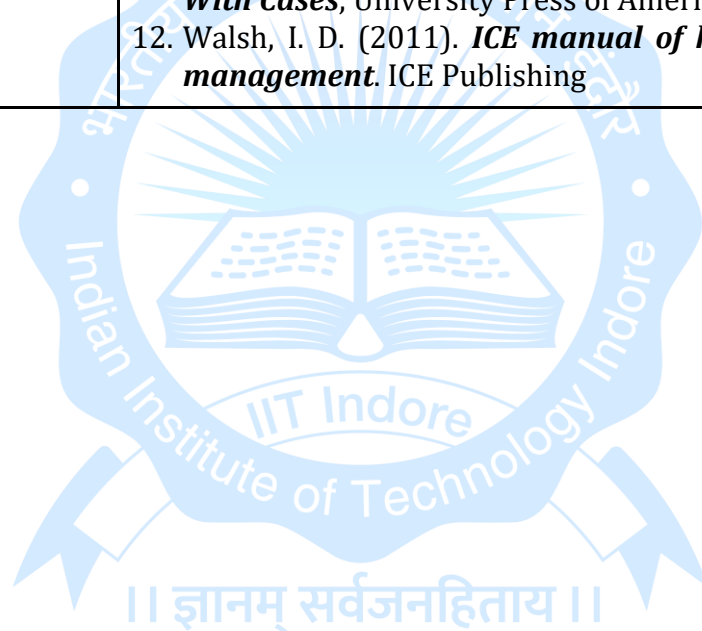 With Cases, University Press of Ameri
12. Walsh, I. D. (2011). ICE manual of
management. ICE Publishing
Indian Institute of Technology Indore
IIT Indore
।। ज्ञानम् सर्वजनहिताय ।।